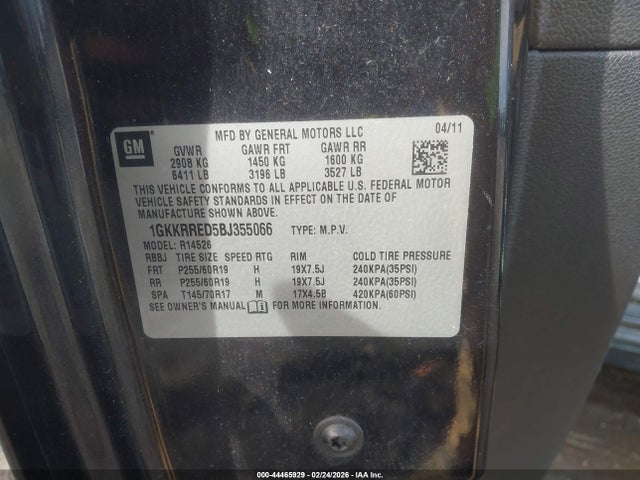 GM
MFD BY GENERAL MOTORS LLC 04/11
GVWR GAWR FRT GAWR RR
2908 KG 1450 KG 1600 KG
6411 LB 3196 LB 3527 LB
THIS VEHICLE CONFORMS TO ALL APPLICABLE U.S. FEDERAL MOTOR
VEHICLE SAFETY STANDARDS IN EFFECT ON THE DATE OF
MANUFACTURE SHOWN ABOVE.
1GKKRRED5BJ355066 TYPE: M.P.V.
MODEL: R14526
RBBJ TIRE SIZE SPEED RTG RIM COLD TIRE PRESSURE
FRT P255/60R19 H 19X7.5J 240KPA(35PSI)
RR P255/60R19 H 19X7.5J 240KPA(35PSI)
SPA T145/70R17 M 17X4.5B 420KPA(60PSI)
SEE OWNER'S MANUAL FOR MORE INFORMATION.
000-44465929 - 02/24/2026 - IAA Inc.